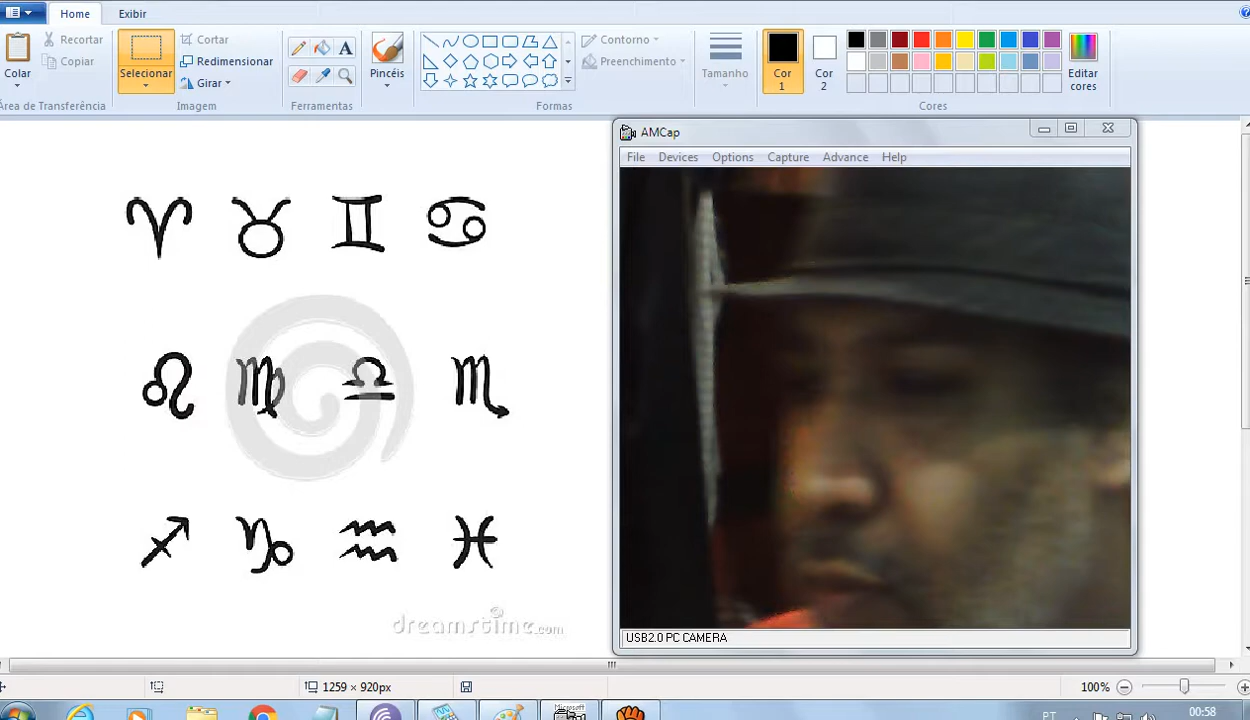 Home Exibir
Colar
Recortar
Copiar
Área de Transferência
Selecionar
Cortar
Redimensionar
Girar
Imagem
Ferramentas
Pincéis
Contorno
Preenchimento
Formas
Tamanho
Cor 1
Cor 2
Editar cores
Cores
AMCap
File Devices Options Capture Advance Help
♈ ♉ ♊ ♋
♌ ♍ ♎ ♏
♐ ♑ ♒ ♓
dreamstime.com
USB2.0 PC CAMERA
1259 × 920px
100%
Microsoft
PT
00:58